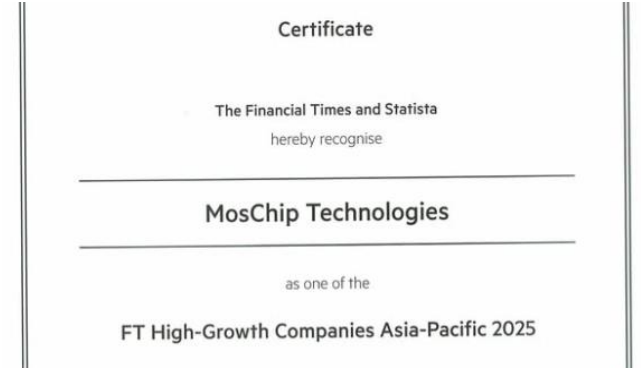 Certificate
The Financial Times and Statista
hereby recognise
MosChip Technologies
as one of the
FT High-Growth Companies Asia-Pacific 2025